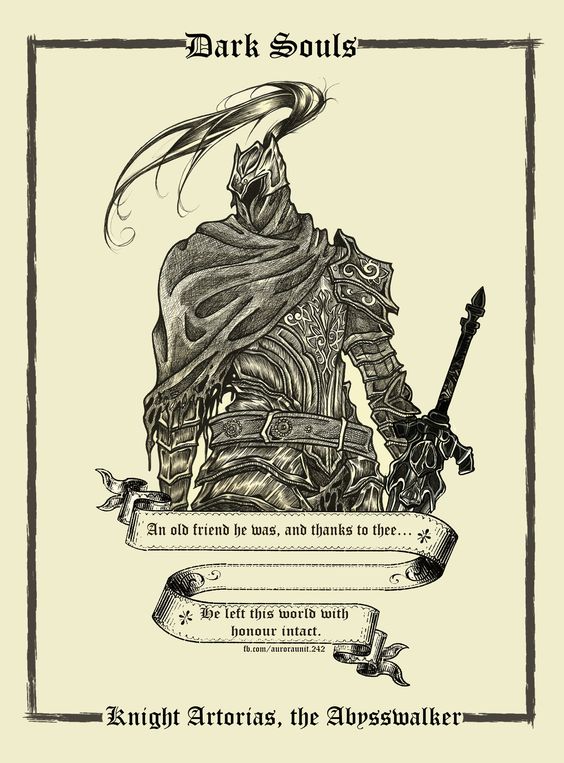 Dark Souls
An old friend he was, and thanks to thee...
He left this world with
honour intact.
fb.com/auroraunit.242
Knight Artorias, the Abysswalker